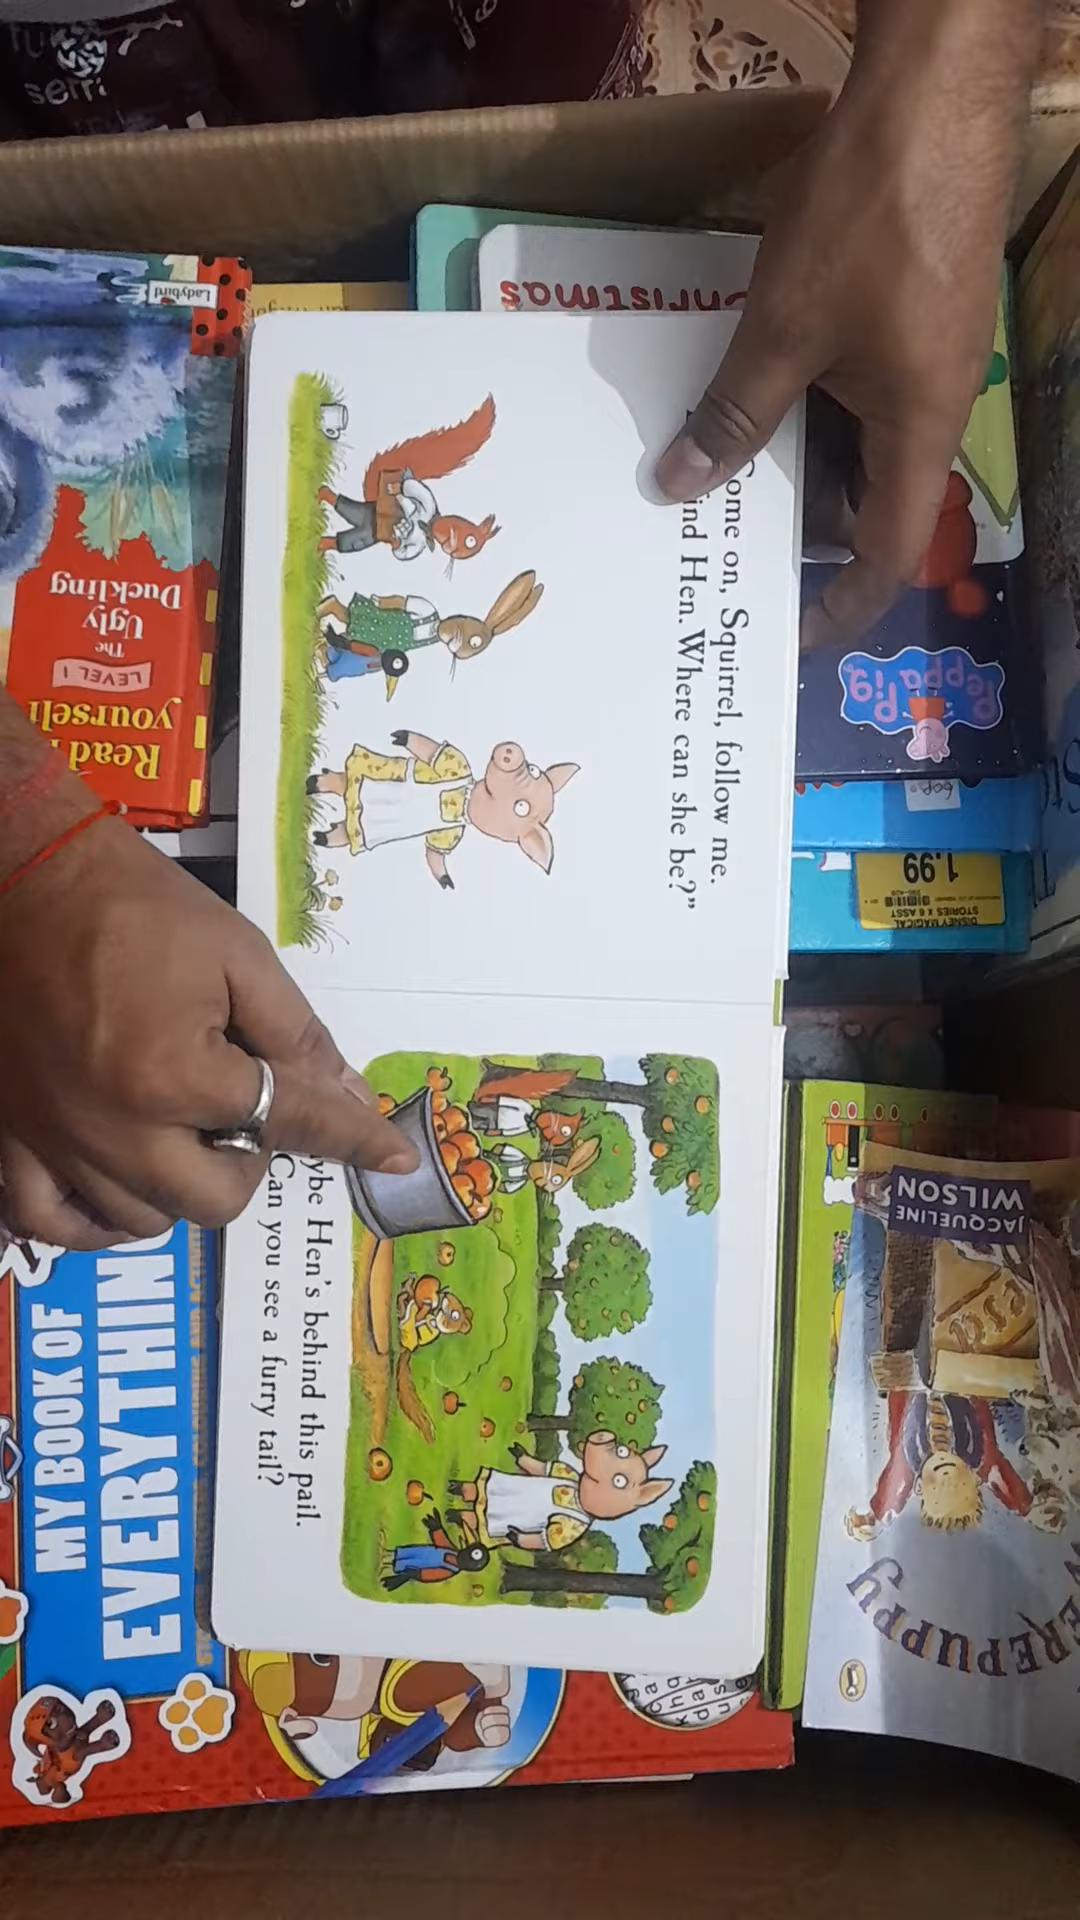 Come on, Squirrel, follow me.
find Hen. Where can she be?”
Hen's behind this pail.
Can you see a furry tail?
Christmas
Ladybird
Read
yourself
LEVEL 1
The
Ugly
Duckling
Peppa Pig
60p
1.99
DISNEY MAGICAL
STORIES X 6 ASST
JACQUELINE
WILSON
MY BOOK OF
EVERYTHING